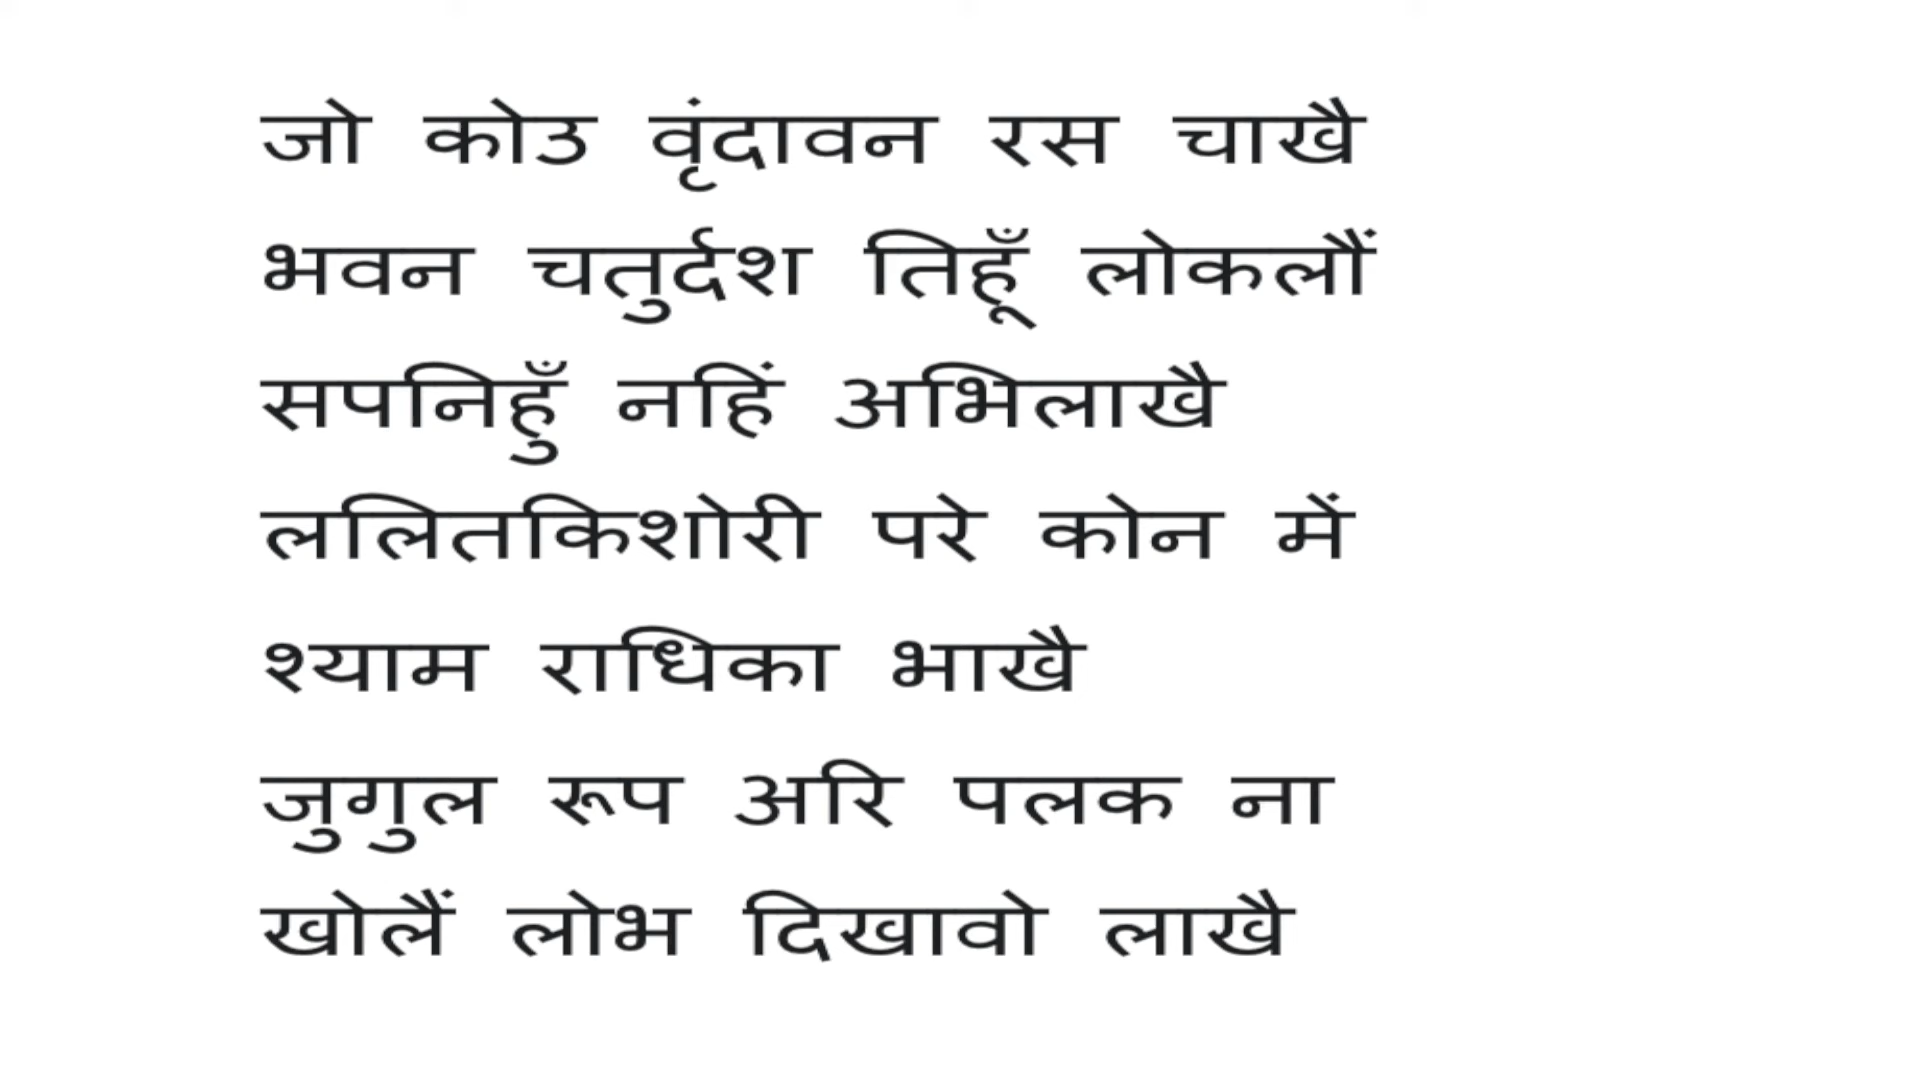 जो कोउ वृंदावन रस चाखै
भवन चतुर्दश तिहूँ लोकलौं
सपनिहुँ नहिं अभिलाखै
ललितकिशोरी परे कोन में
श्याम राधिका भाखै
जुगुल रूप अरि पलक ना
खोलैं लोभ दिखावो लाखै